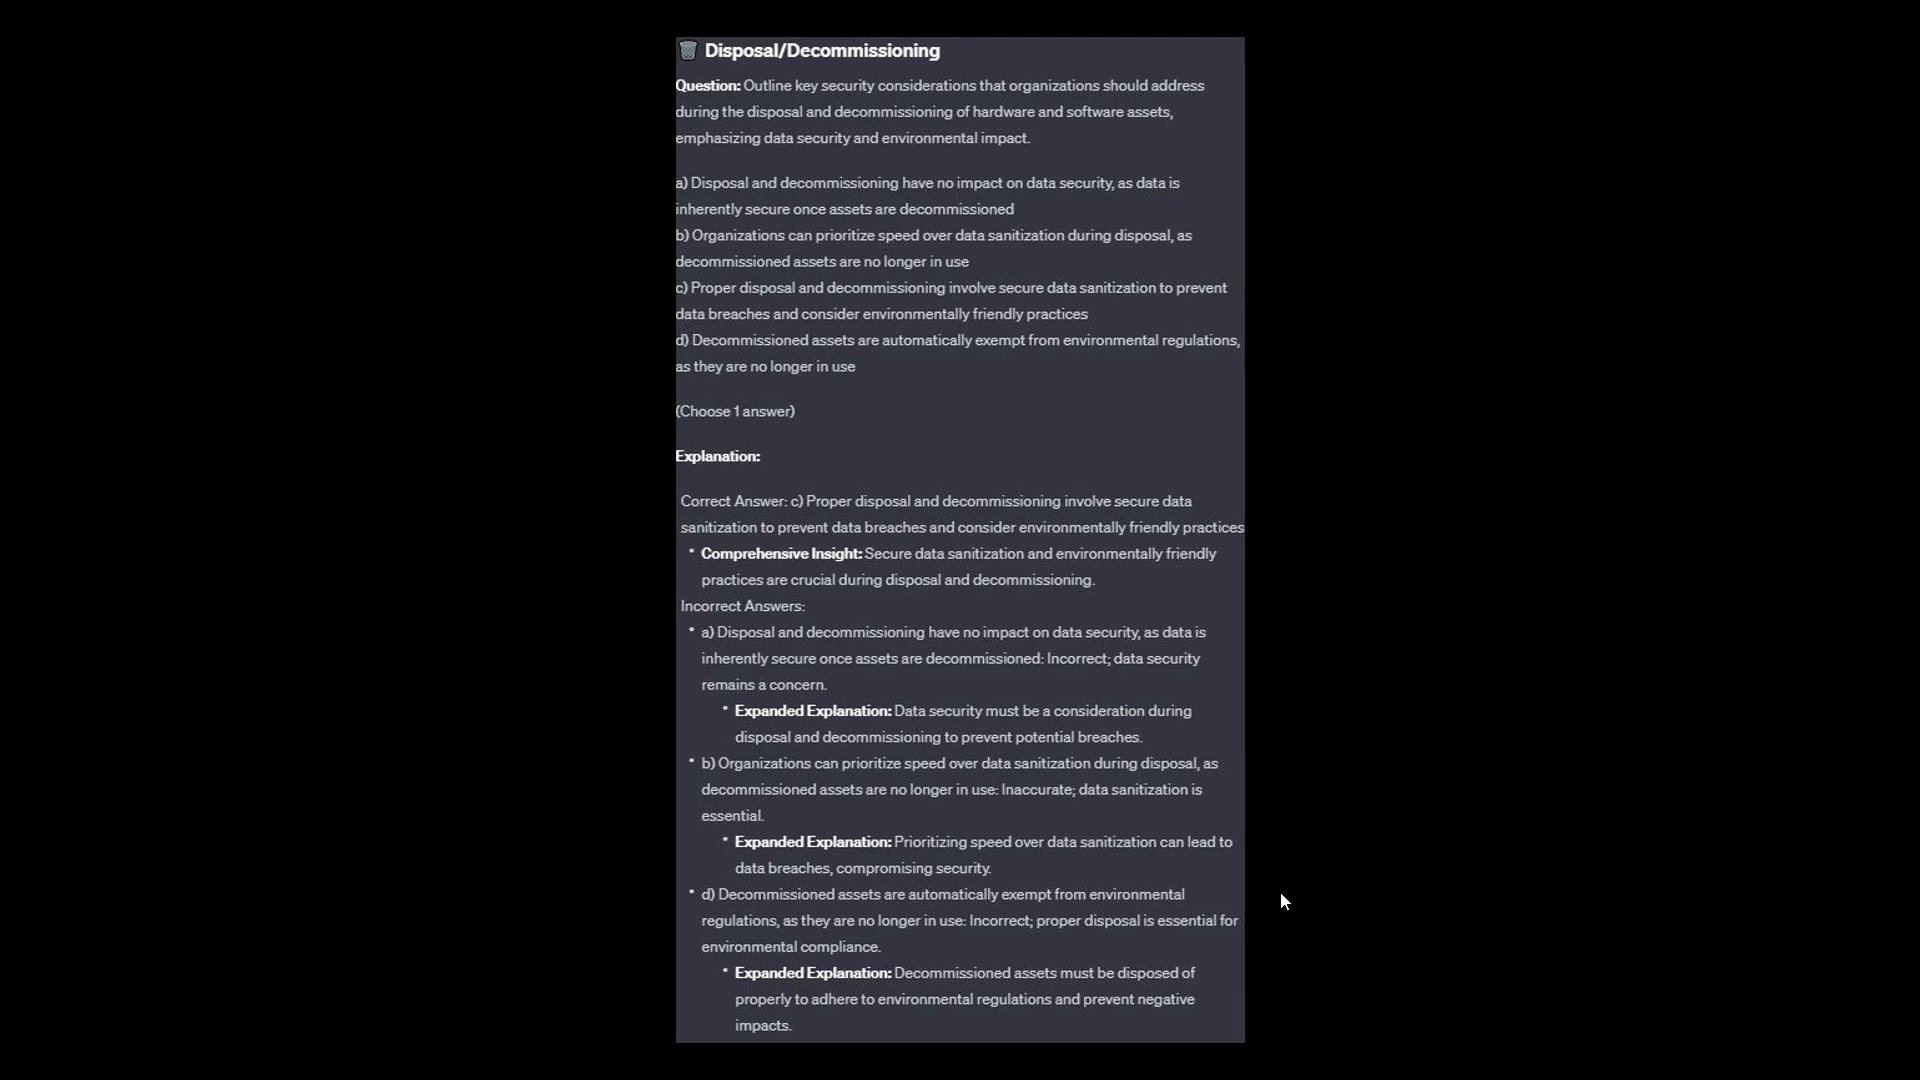 🗑️ Disposal/Decommissioning
Question: Outline key security considerations that organizations should address
during the disposal and decommissioning of hardware and software assets,
emphasizing data security and environmental impact.
a) Disposal and decommissioning have no impact on data security, as data is
inherently secure once assets are decommissioned
b) Organizations can prioritize speed over data sanitization during disposal, as
decommissioned assets are no longer in use
c) Proper disposal and decommissioning involve secure data sanitization to prevent
data breaches and consider environmentally friendly practices
d) Decommissioned assets are automatically exempt from environmental regulations,
as they are no longer in use
(Choose 1 answer)
Explanation:
Correct Answer: c) Proper disposal and decommissioning involve secure data
sanitization to prevent data breaches and consider environmentally friendly practices
• Comprehensive Insight: Secure data sanitization and environmentally friendly
practices are crucial during disposal and decommissioning.
Incorrect Answers:
• a) Disposal and decommissioning have no impact on data security, as data is
inherently secure once assets are decommissioned: Incorrect; data security
remains a concern.
• Expanded Explanation: Data security must be a consideration during
disposal and decommissioning to prevent potential breaches.
• b) Organizations can prioritize speed over data sanitization during disposal, as
decommissioned assets are no longer in use: Inaccurate; data sanitization is
essential.
• Expanded Explanation: Prioritizing speed over data sanitization can lead to
data breaches, compromising security.
• d) Decommissioned assets are automatically exempt from environmental
regulations, as they are no longer in use: Incorrect; proper disposal is essential for
environmental compliance.
• Expanded Explanation: Decommissioned assets must be disposed of
properly to adhere to environmental regulations and prevent negative
impacts.